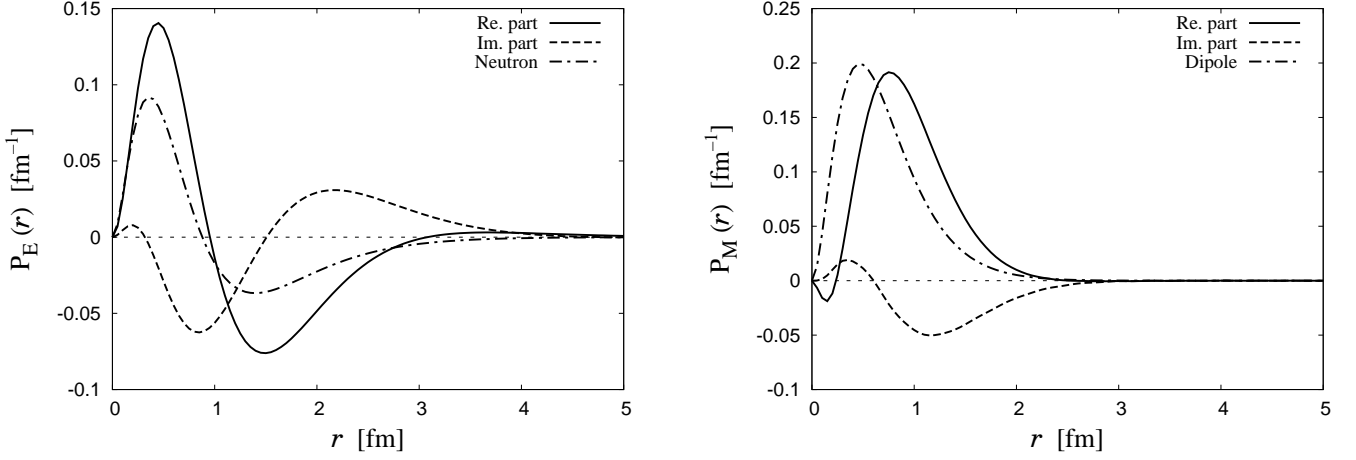 0.15
0.1
0.05
0
-0.05
-0.1
P_E (r) [fm⁻¹]
Re. part
Im. part
Neutron
0 1 2 3 4 5
r [fm]
0.25
0.2
0.15
0.1
0.05
0
-0.05
-0.1
P_M (r) [fm⁻¹]
Re. part
Im. part
Dipole
0 1 2 3 4 5
r [fm]